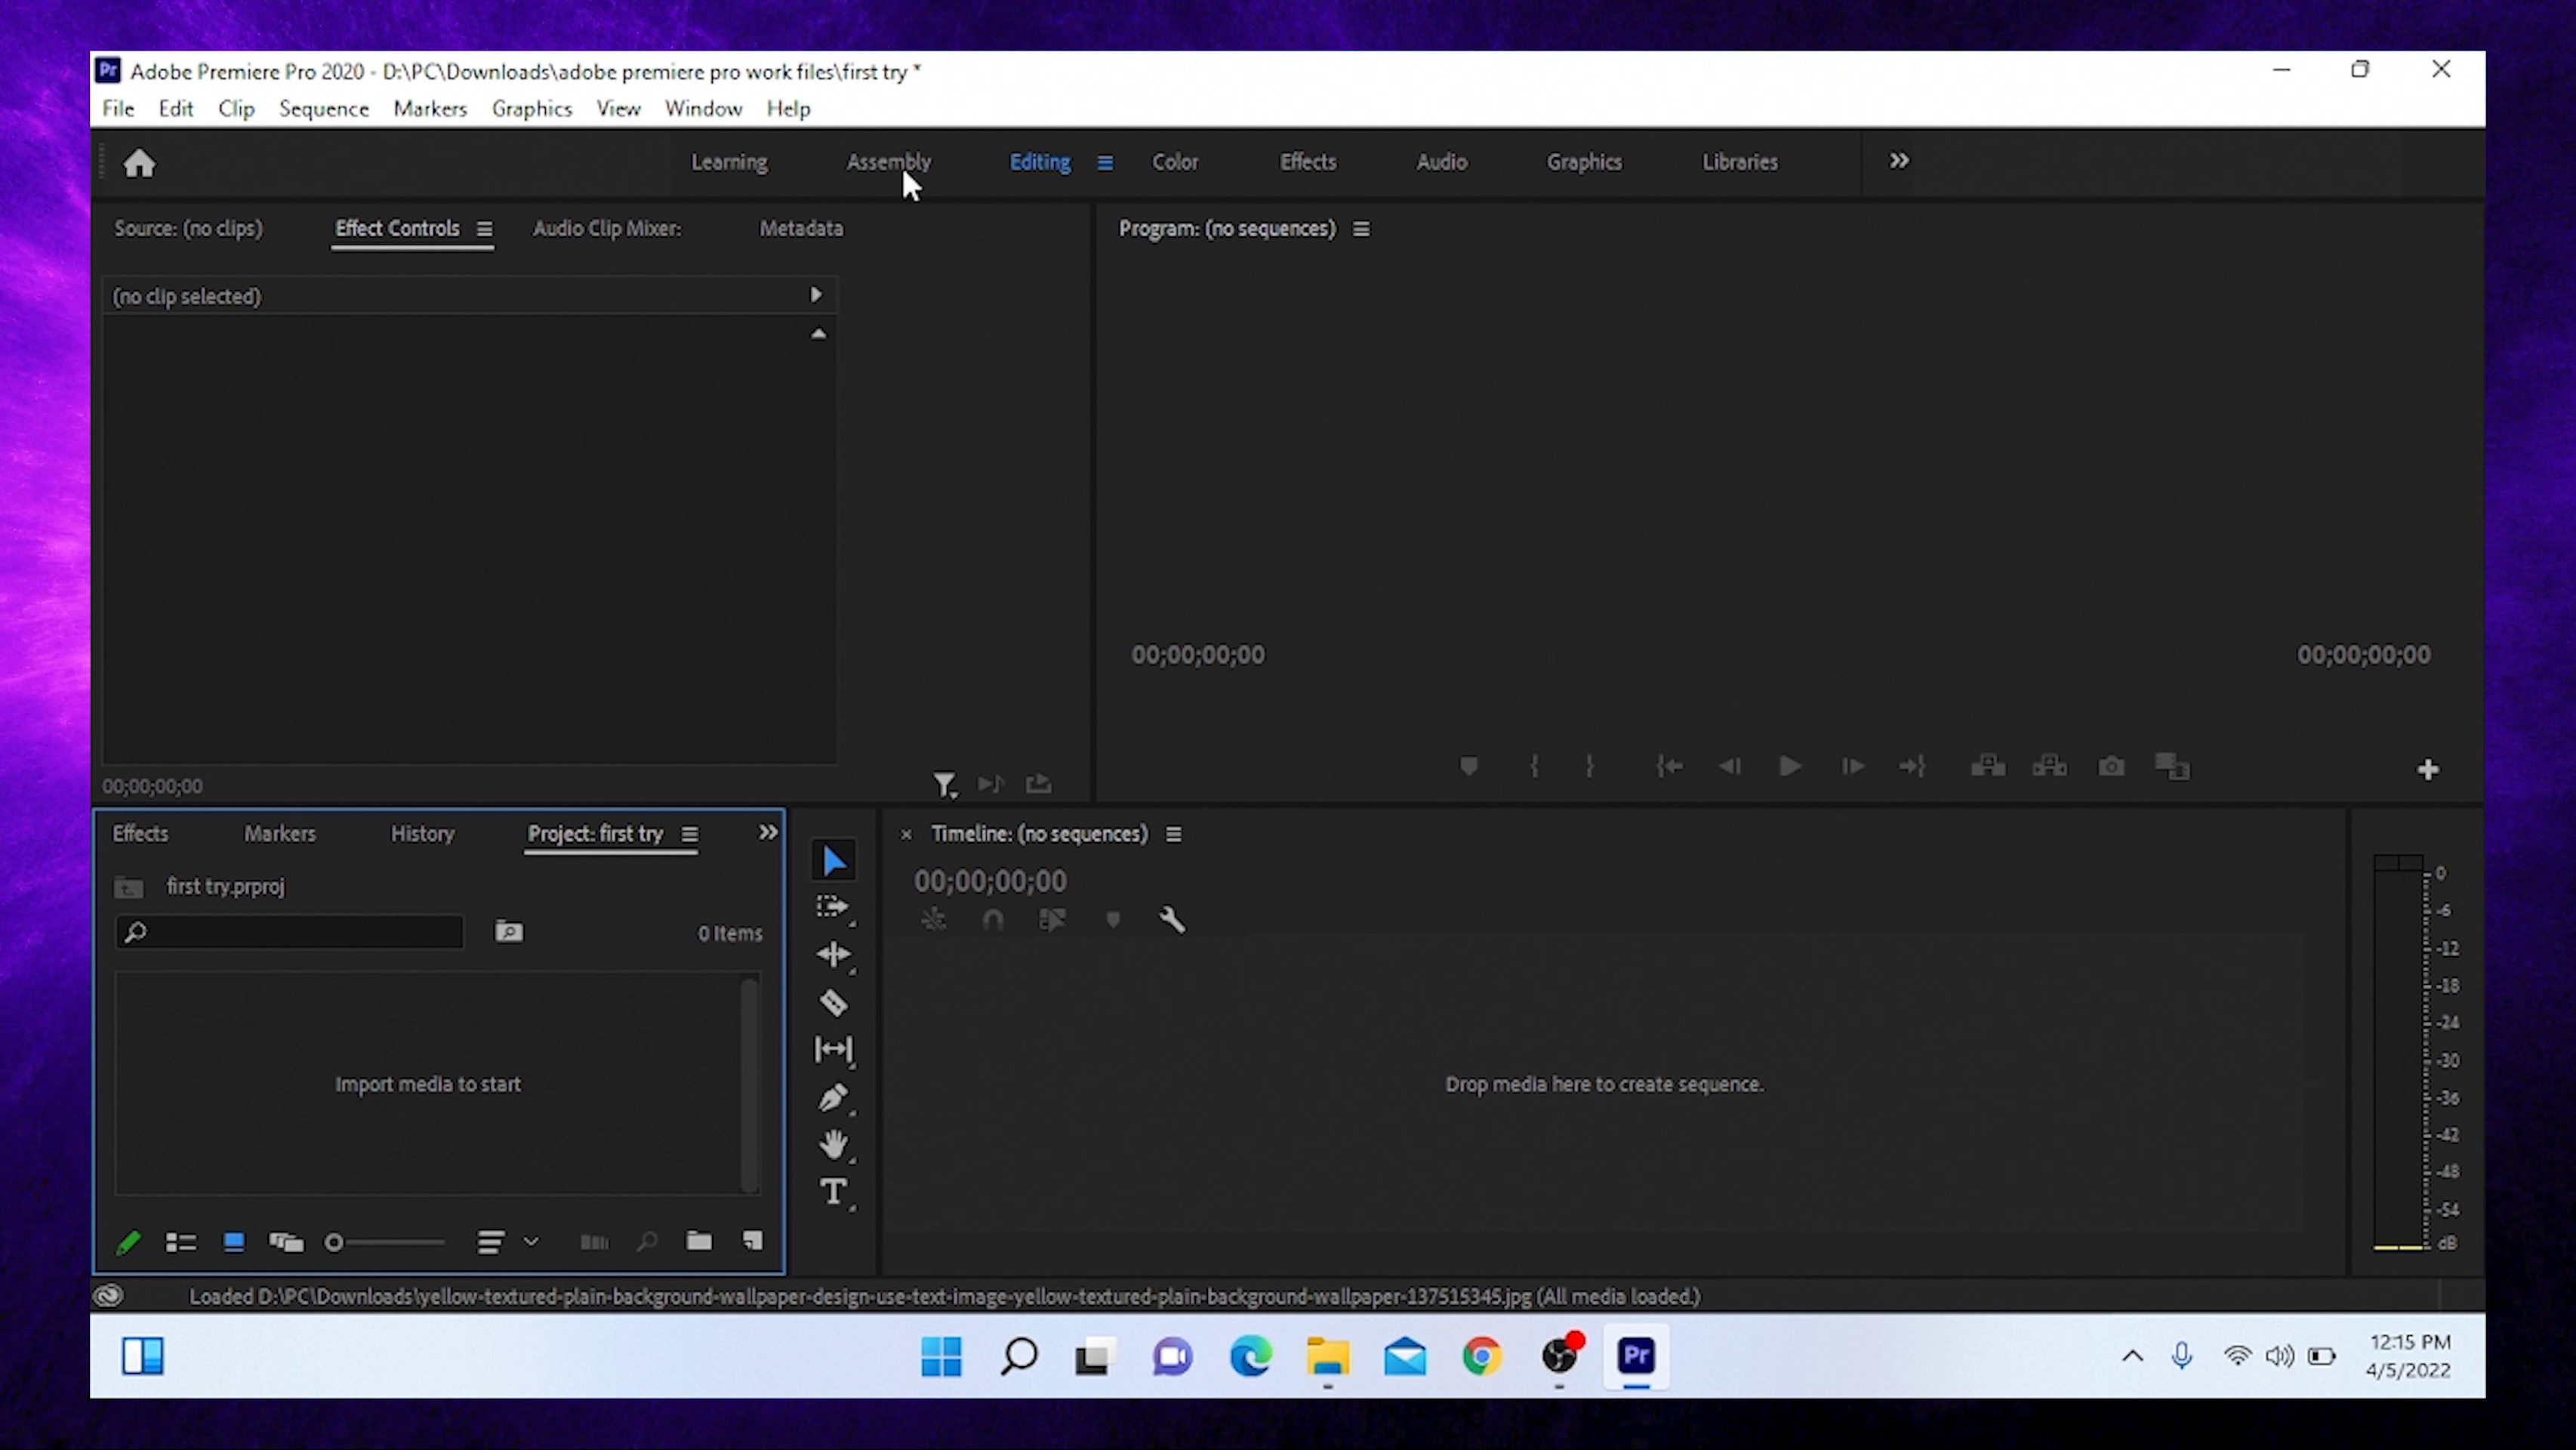 Pr Adobe Premiere Pro 2020 - D:\PC\Downloads\adobe premiere pro work files\first try *
File Edit Clip Sequence Markers Graphics View Window Help
Learning Assembly Editing Color Effects Audio Graphics Libraries
Source: (no clips) Effect Controls Audio Clip Mixer: Metadata
Program: (no sequences)
(no clip selected)
00;00;00;00
00;00;00;00
00;00;00;00
Effects Markers History Project: first try
first try.prproj
0 Items
Import media to start
T
Timeline: (no sequences)
00;00;00;00
Drop media here to create sequence.
0
-6
-12
-18
-24
-30
-36
-42
-48
-54
dB
Loaded D:\PC\Downloads\yellow-textured-plain-background-wallpaper-design-use-text-image-yellow-textured-plain-background-wallpaper-137515345.jpg (All media loaded.)
Pr
12:15 PM
4/5/2022